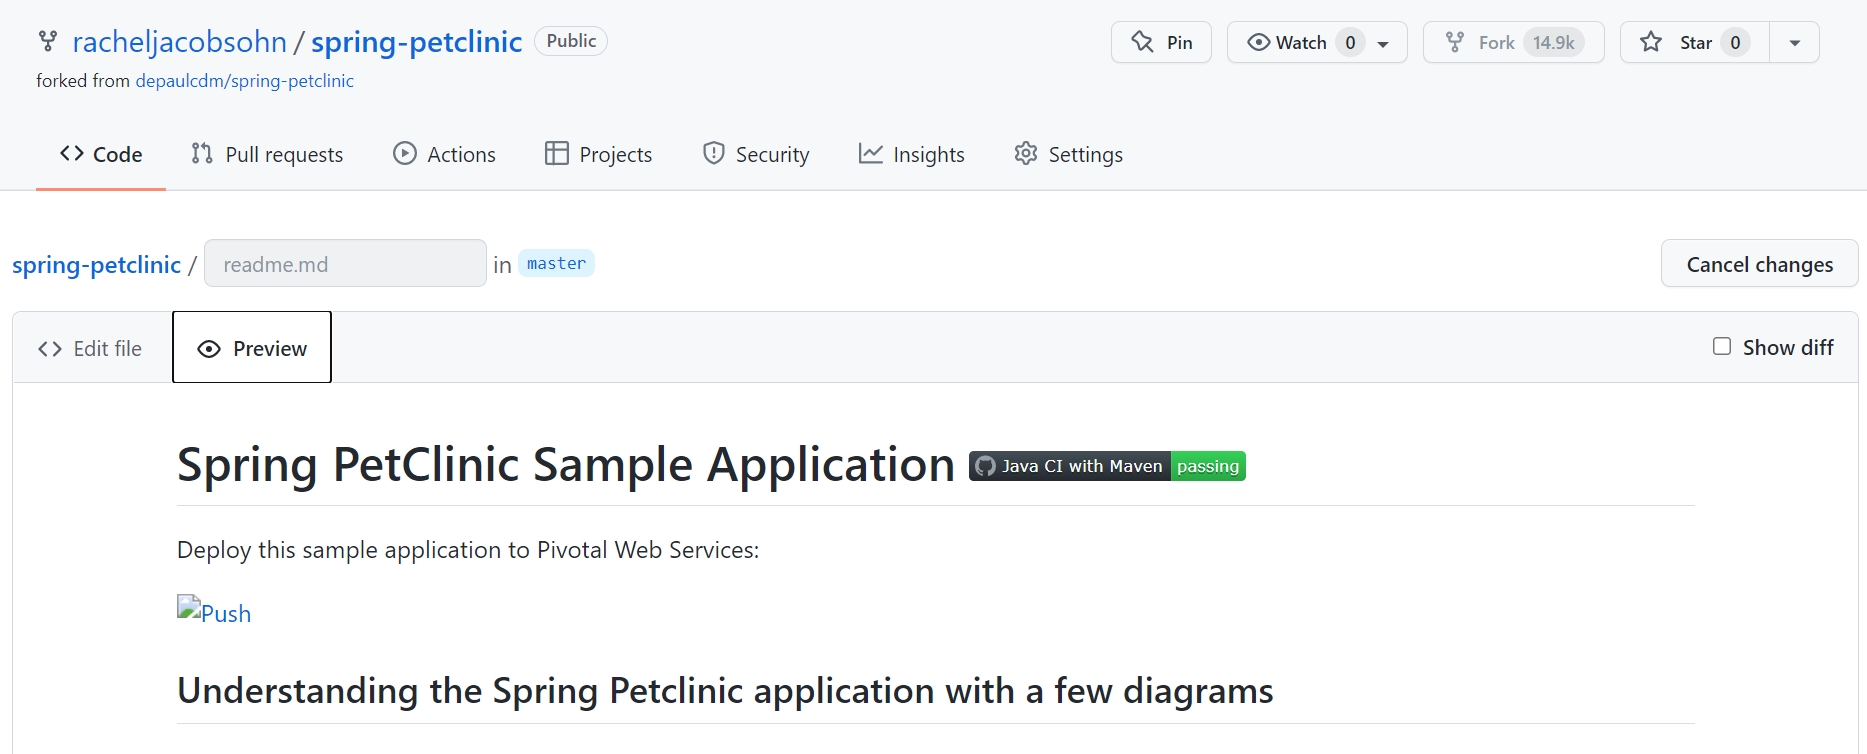 racheljacobsohn / spring-petclinic Public Pin Watch 0 Fork 14.9k Star 0
forked from depaulcdm/spring-petclinic
Code Pull requests Actions Projects Security Insights Settings
spring-petclinic / readme.md in master Cancel changes
Edit file Preview Show diff
Spring PetClinic Sample Application Java CI with Maven passing
Deploy this sample application to Pivotal Web Services:
Push
Understanding the Spring Petclinic application with a few diagrams